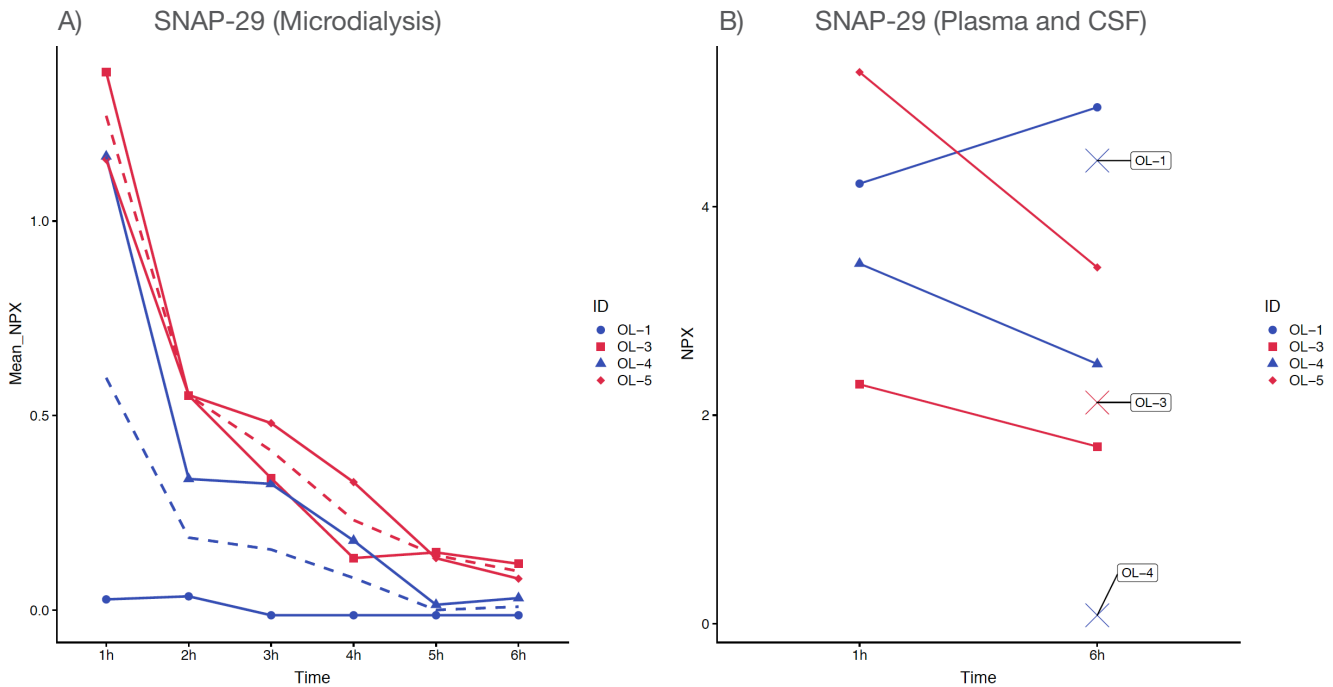 A) SNAP-29 (Microdialysis)
Mean_NPX
1.0
0.5
0.0
1h 2h 3h 4h 5h 6h
Time
ID
OL-1
OL-3
OL-4
OL-5
B) SNAP-29 (Plasma and CSF)
NPX
4
2
0
OL-1
OL-3
OL-4
1h 6h
Time
ID
OL-1
OL-3
OL-4
OL-5